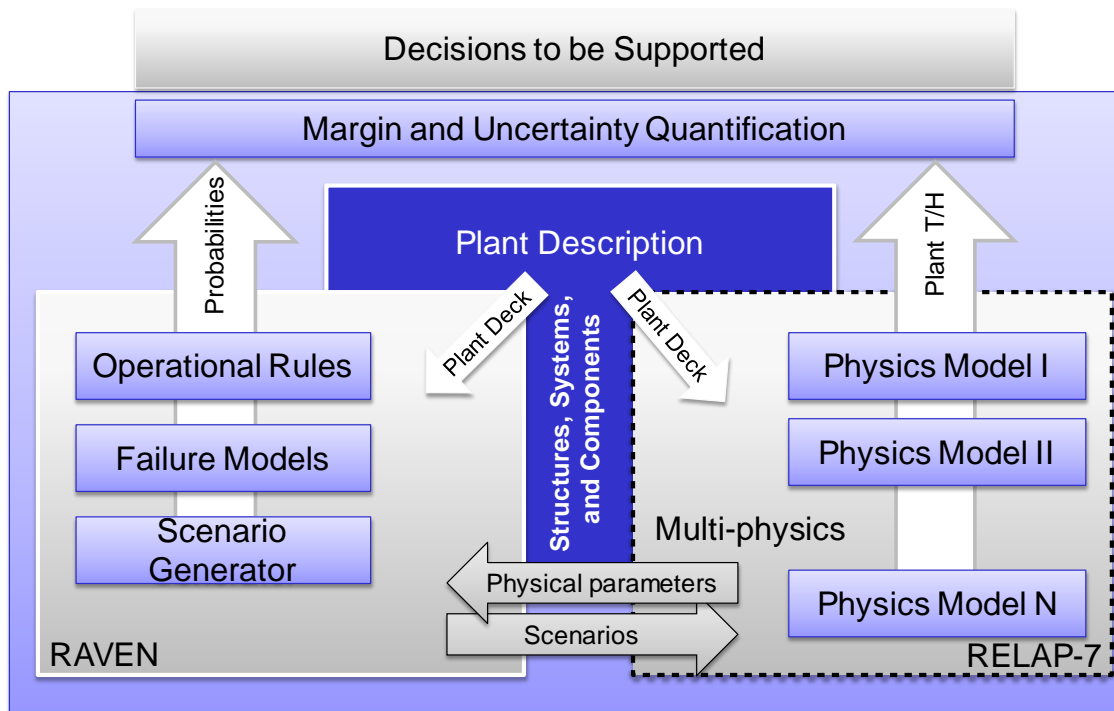 Decisions to be Supported
Margin and Uncertainty Quantification
Probabilities
Plant T/H
Plant Description
Plant Deck
Plant Deck
Structures, Systems,
and Components
Operational Rules
Failure Models
Scenario
Generator
Physics Model I
Physics Model II
Multi-physics
Physics Model N
Physical parameters
Scenarios
RAVEN
RELAP-7